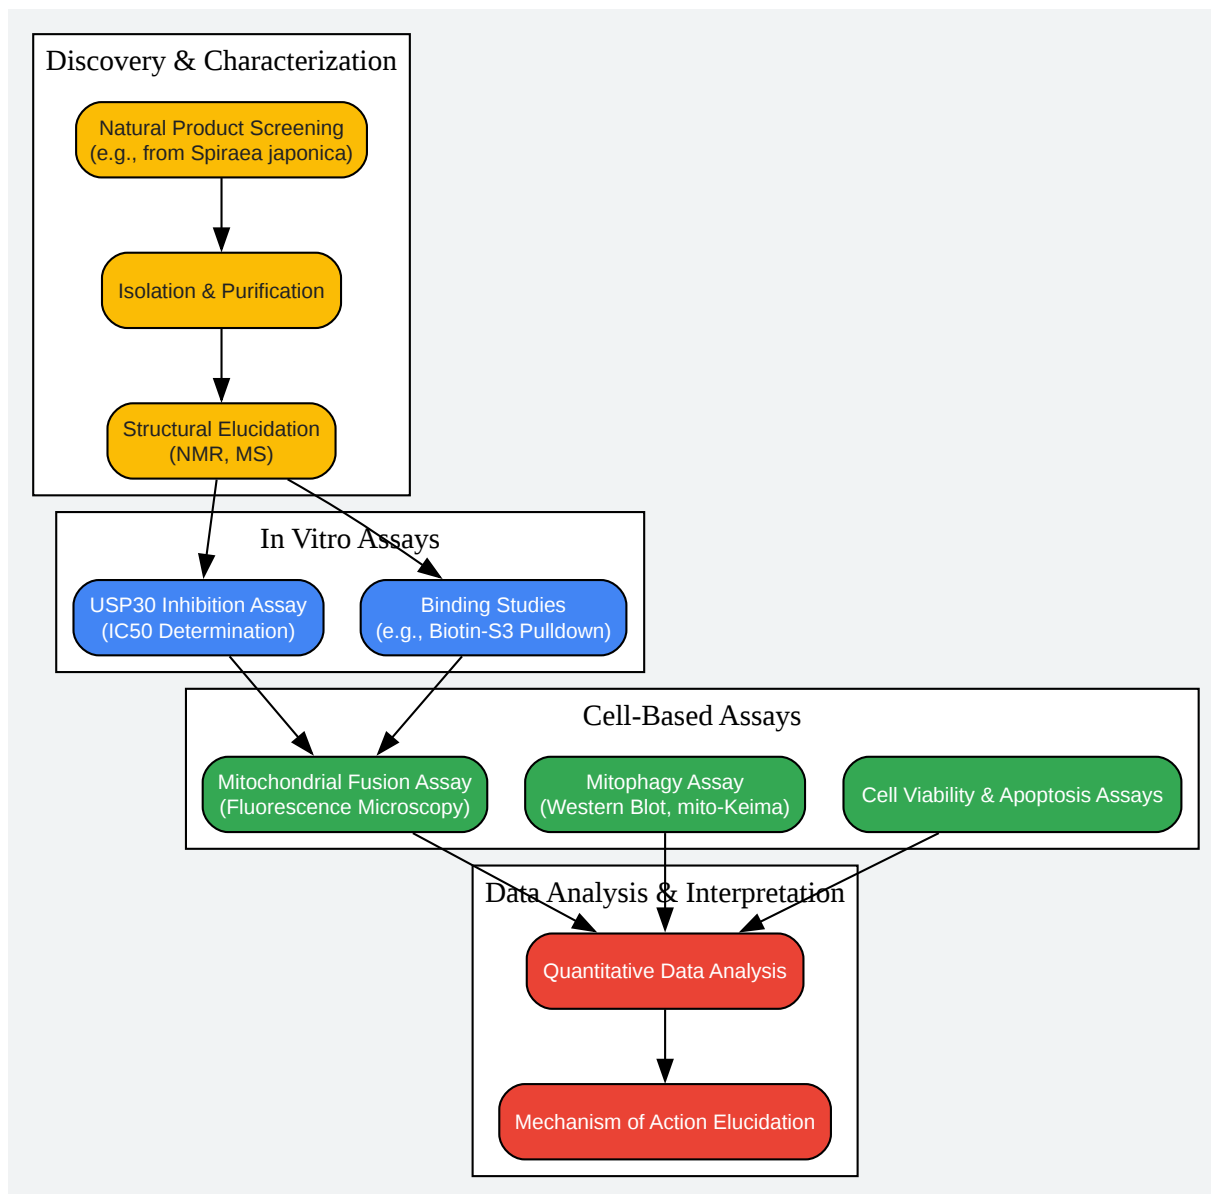 Discovery & Characterization
Natural Product Screening
(e.g., from Spiraea japonica)
Isolation & Purification
Structural Elucidation
(NMR, MS)
In Vitro Assays
USP30 Inhibition Assay
(IC50 Determination)
Binding Studies
(e.g., Biotin-S3 Pulldown)
Cell-Based Assays
Mitochondrial Fusion Assay
(Fluorescence Microscopy)
Mitophagy Assay
(Western Blot, mito-Keima)
Cell Viability & Apoptosis Assays
Data Analysis & Interpretation
Quantitative Data Analysis
Mechanism of Action Elucidation